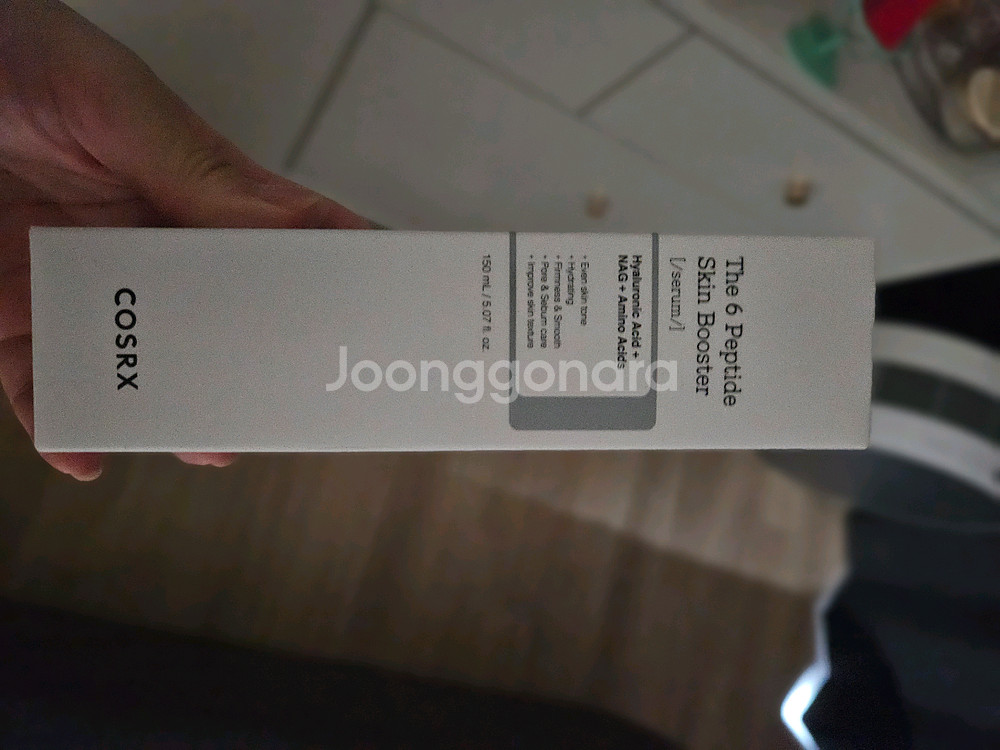 The 6 Peptide
Skin Booster
[/serum/]
Hyaluronic Acid +
NAG + Amino Acids
• Even skin tone
• Hydrating
• Firmness & Smooth
• Pore & Sebum care
• Improve skin texture
150 mL / 5.07 fl. oz.
COSRX
Joonggonara